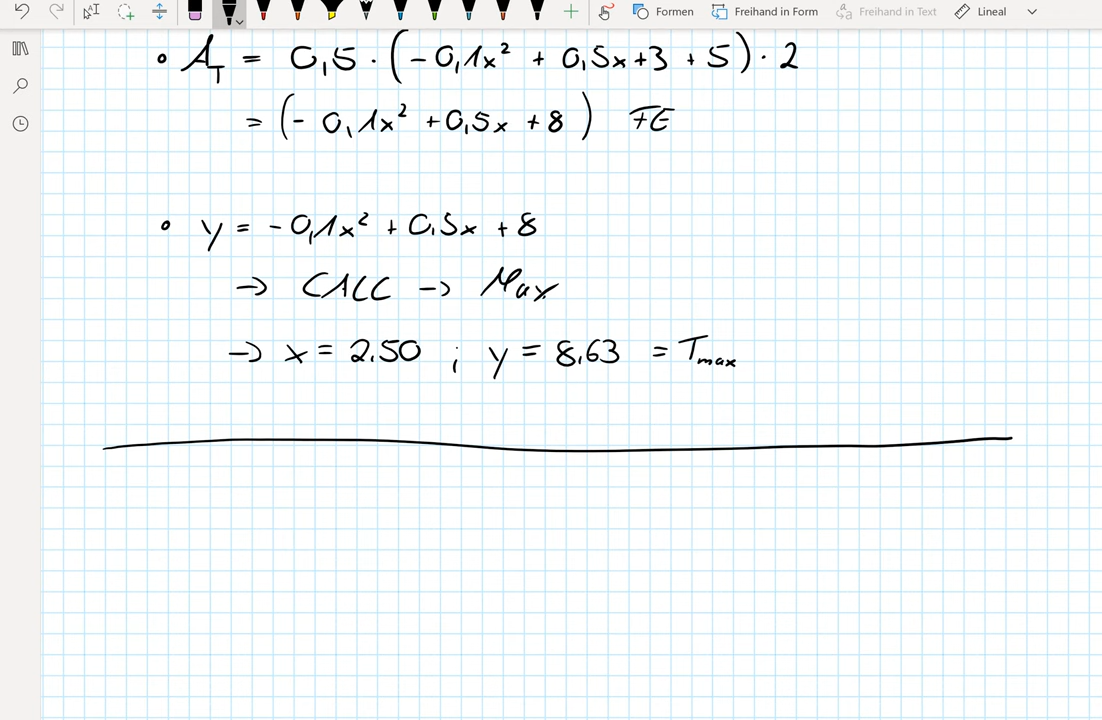 Formen Freihand in Form Freihand in Text Lineal
• A_T = 0,5 · (-0,1x² + 0,5x+3 + 5) · 2
= (-0,1x² +0,5x +8) FE
• y = -0,1x² + 0,5x + 8
→ CALC → Max
→ x = 2,50 ; y = 8,63 = T_max